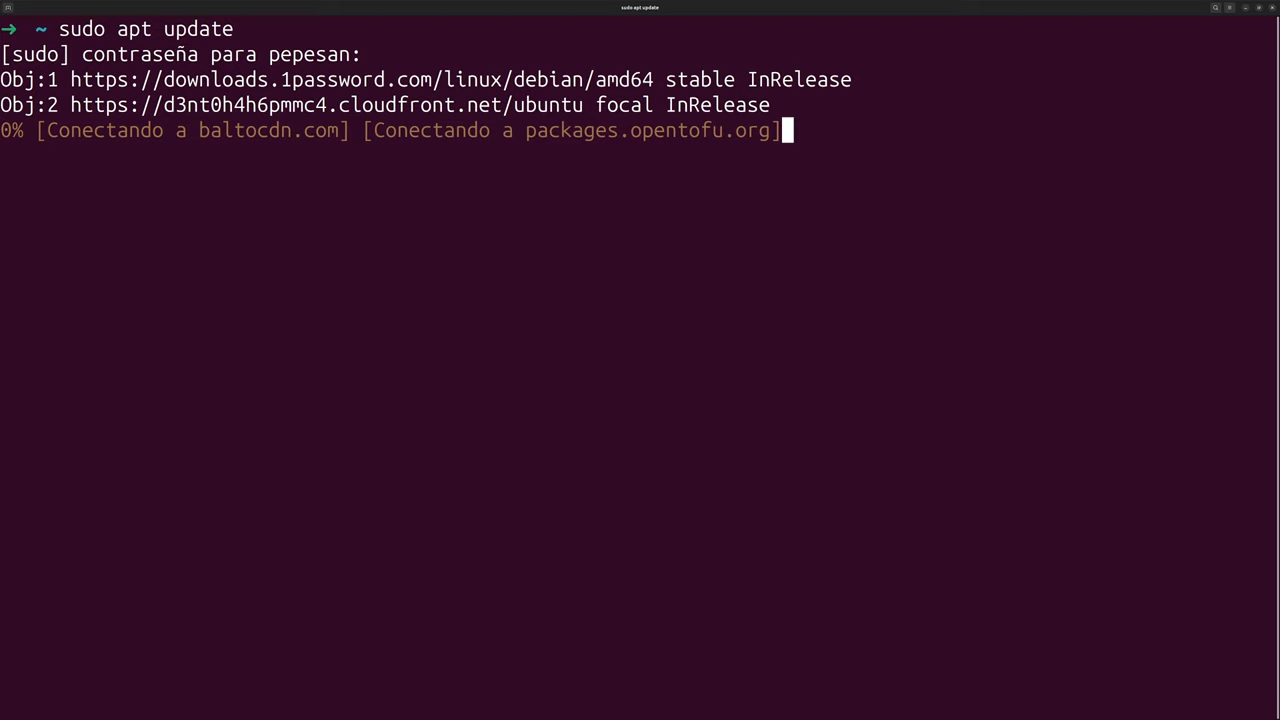 sudo apt update
➜ ~ sudo apt update
[sudo] contraseña para pepesan:
Obj:1 https://downloads.1password.com/linux/debian/amd64 stable InRelease
Obj:2 https://d3nt0h4h6pmmc4.cloudfront.net/ubuntu focal InRelease
0% [Conectando a baltocdn.com] [Conectando a packages.opentofu.org]